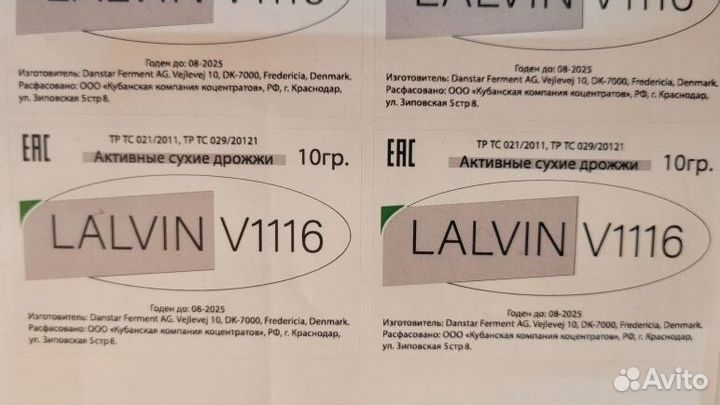 LALVIN V1116
LALVIN V1116
Годен до: 08-2025
Изготовитель: Danstar Ferment AG. Vejlevej 10, DK-7000, Fredericia, Denmark.
Расфасовано: ООО «Кубанская компания коцентратов», РФ, г. Краснодар,
ул. Зиповская 5стр8.
Годен до: 08-2025
Изготовитель: Danstar Ferment AG. Vejlevej 10, DK-7000, Fredericia, Denmark.
Расфасовано: ООО «Кубанская компания коцентратов», РФ, г. Краснодар,
ул. Зиповская 5стр 8.
EAC
ТР ТС 021/2011, ТР ТС 029/20121
Активные сухие дрожжи 10гр.
LALVIN V1116
Годен до: 08-2025
Изготовитель: Danstar Ferment AG. Vejlevej 10, DK-7000, Fredericia, Denmark.
Расфасовано: ООО «Кубанская компания коцентратов», РФ, г. Краснодар,
ул. Зиповская 5стр 8.
EAC
ТР ТС 021/2011, ТР ТС 029/20121
Активные сухие дрожжи 10гр.
LALVIN V1116
Годен до: 08-2025
Изготовитель: Danstar Ferment AG. Vejlevej 10, DK-7000, Fredericia, Denmark.
Расфасовано: ООО «Кубанская компания коцентратов», РФ, г. Краснодар,
ул. Зиповская 5стр 8.
Avito